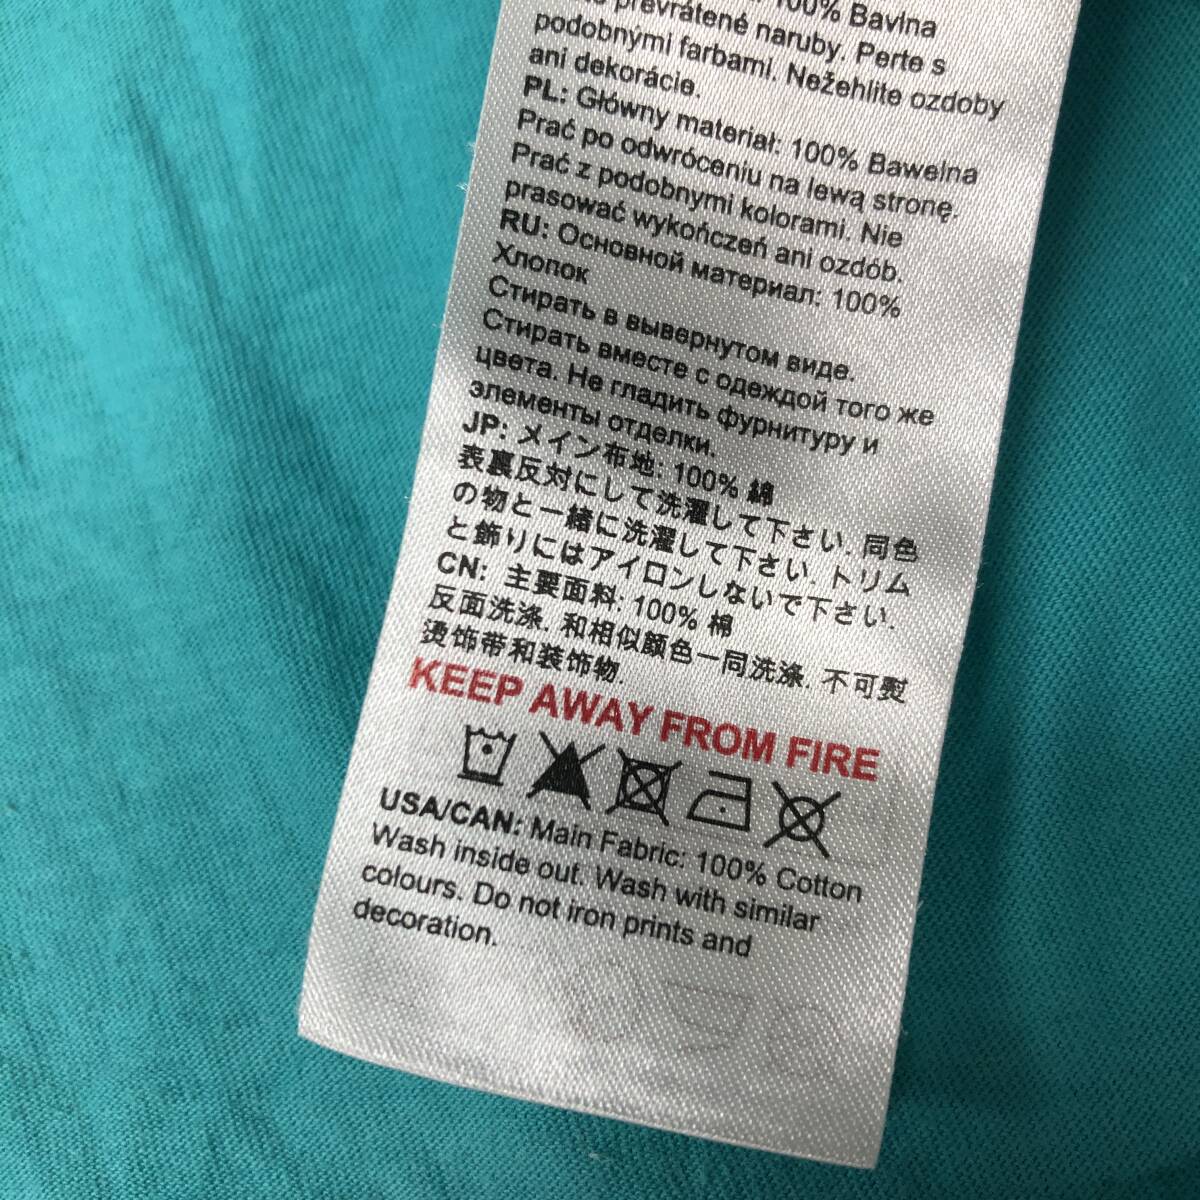 100% Bavlna
prevrátené naruby. Perte s
podobnými farbami. Nežehlite ozdoby
ani dekorácie.
PL: Główny materiał: 100% Bawełna
Prać po odwróceniu na lewą stronę.
Prać z podobnymi kolorami. Nie
prasować wykończeń ani ozdób.
RU: Основной материал: 100%
Хлопок
Стирать в вывернутом виде.
Стирать вместе с одеждой того же
цвета. Не гладить фурнитуру и
элементы отделки.
JP: メイン布地: 100% 綿
表裏反対にして洗濯して下さい. 同色
の物と一緒に洗濯して下さい. トリム
と飾りにはアイロンしないで下さい.
CN: 主要面料: 100% 棉
反面洗涤. 和相似颜色一同洗涤. 不可熨
烫饰带和装饰物.
KEEP AWAY FROM FIRE
USA/CAN: Main Fabric: 100% Cotton
Wash inside out. Wash with similar
colours. Do not iron prints and
decoration.